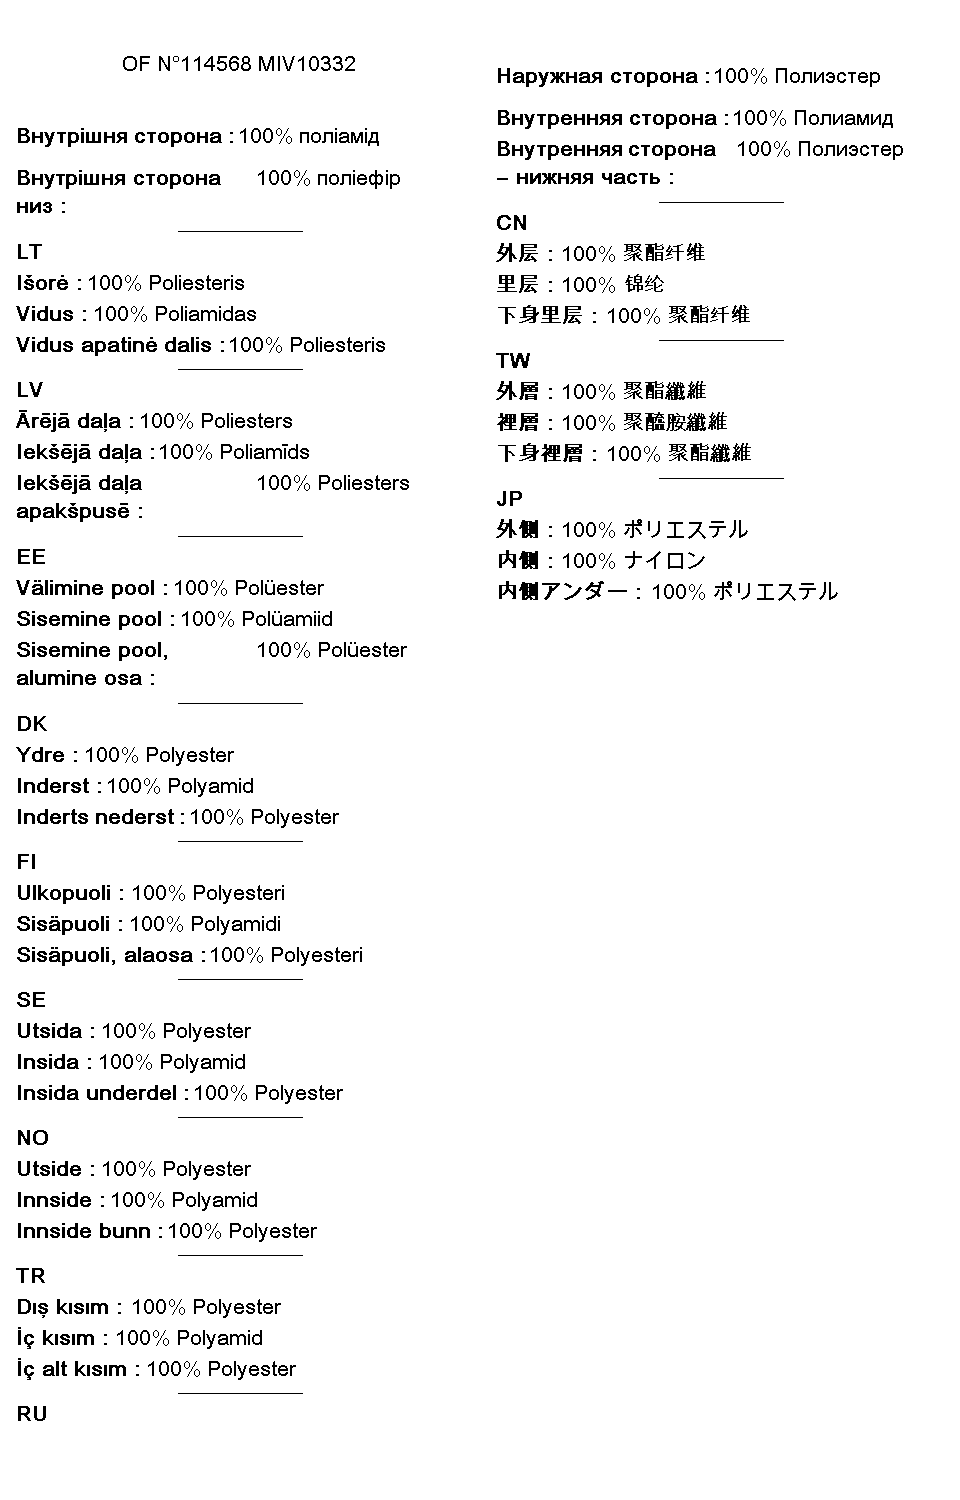 OF N°114568 MIV10332
Внутрішня сторона : 100% поліамід
Внутрішня сторона 100% поліефір
низ :
LT
Išorė : 100% Poliesteris
Vidus : 100% Poliamidas
Vidus apatinė dalis : 100% Poliesteris
LV
Ārējā daļa : 100% Poliesters
Iekšējā daļa : 100% Poliamīds
Iekšējā daļa 100% Poliesters
apakšpusē :
EE
Välimine pool : 100% Polüester
Sisemine pool : 100% Polüamiid
Sisemine pool, 100% Polüester
alumine osa :
DK
Ydre : 100% Polyester
Inderst : 100% Polyamid
Inderts nederst : 100% Polyester
FI
Ulkopuoli : 100% Polyesteri
Sisäpuoli : 100% Polyamidi
Sisäpuoli, alaosa : 100% Polyesteri
SE
Utsida : 100% Polyester
Insida : 100% Polyamid
Insida underdel : 100% Polyester
NO
Utside : 100% Polyester
Innside : 100% Polyamid
Innside bunn : 100% Polyester
TR
Dış kısım : 100% Polyester
İç kısım : 100% Polyamid
İç alt kısım : 100% Polyester
RU
Наружная сторона : 100% Полиэстер
Внутренняя сторона : 100% Полиамид
Внутренняя сторона 100% Полиэстер
– нижняя часть :
CN
外层 : 100% 聚酯纤维
里层 : 100% 锦纶
下身里层 : 100% 聚酯纤维
TW
外層 : 100% 聚酯纖維
裡層 : 100% 聚醯胺纖維
下身裡層 : 100% 聚酯纖維
JP
外側 : 100% ポリエステル
内側 : 100% ナイロン
内側アンダー : 100% ポリエステル